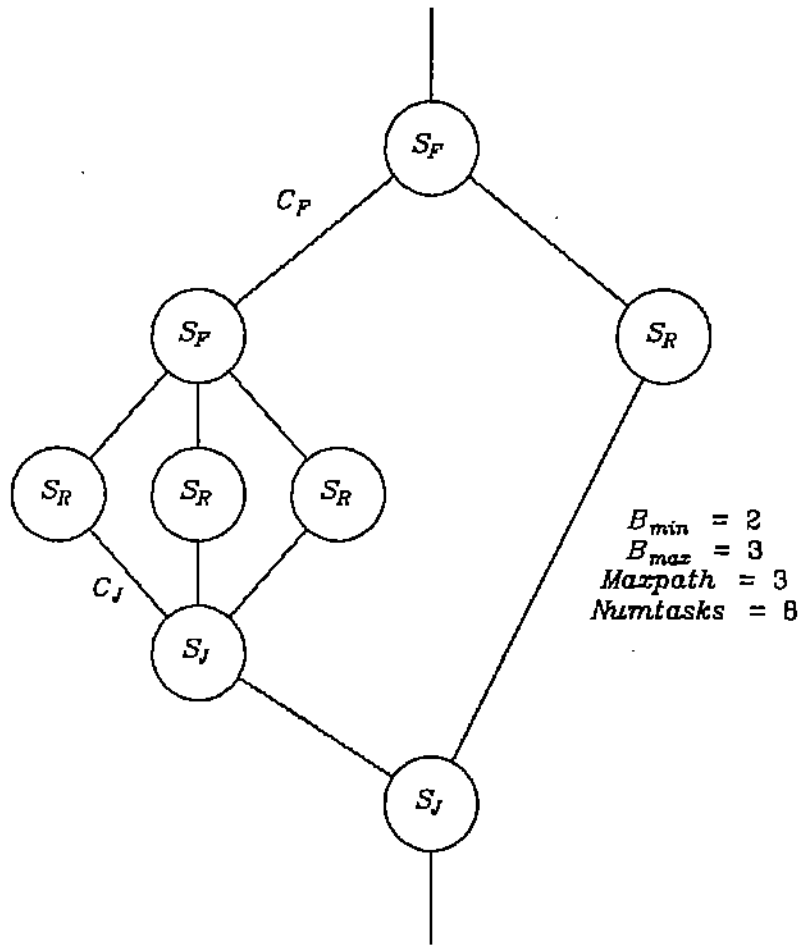 S_F
C_F
S_F
S_R
S_R
S_R
S_R
B_min = 2
B_max = 3
Maxpath = 3
Numtasks = 8
C_J
S_J
S_J